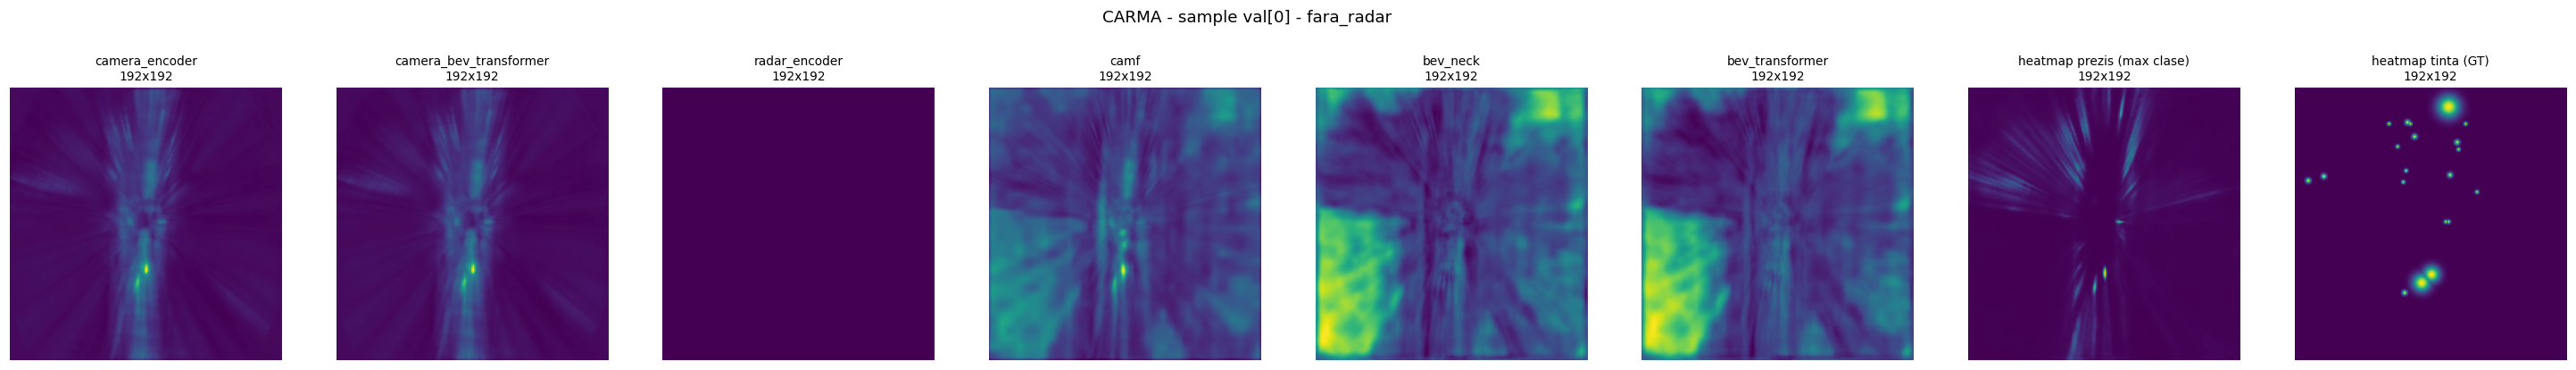 CARMA - sample val[0] - fara_radar
camera_encoder
192x192
camera_bev_transformer
192x192
radar_encoder
192x192
camf
192x192
bev_neck
192x192
bev_transformer
192x192
heatmap prezis (max clase)
192x192
heatmap tinta (GT)
192x192